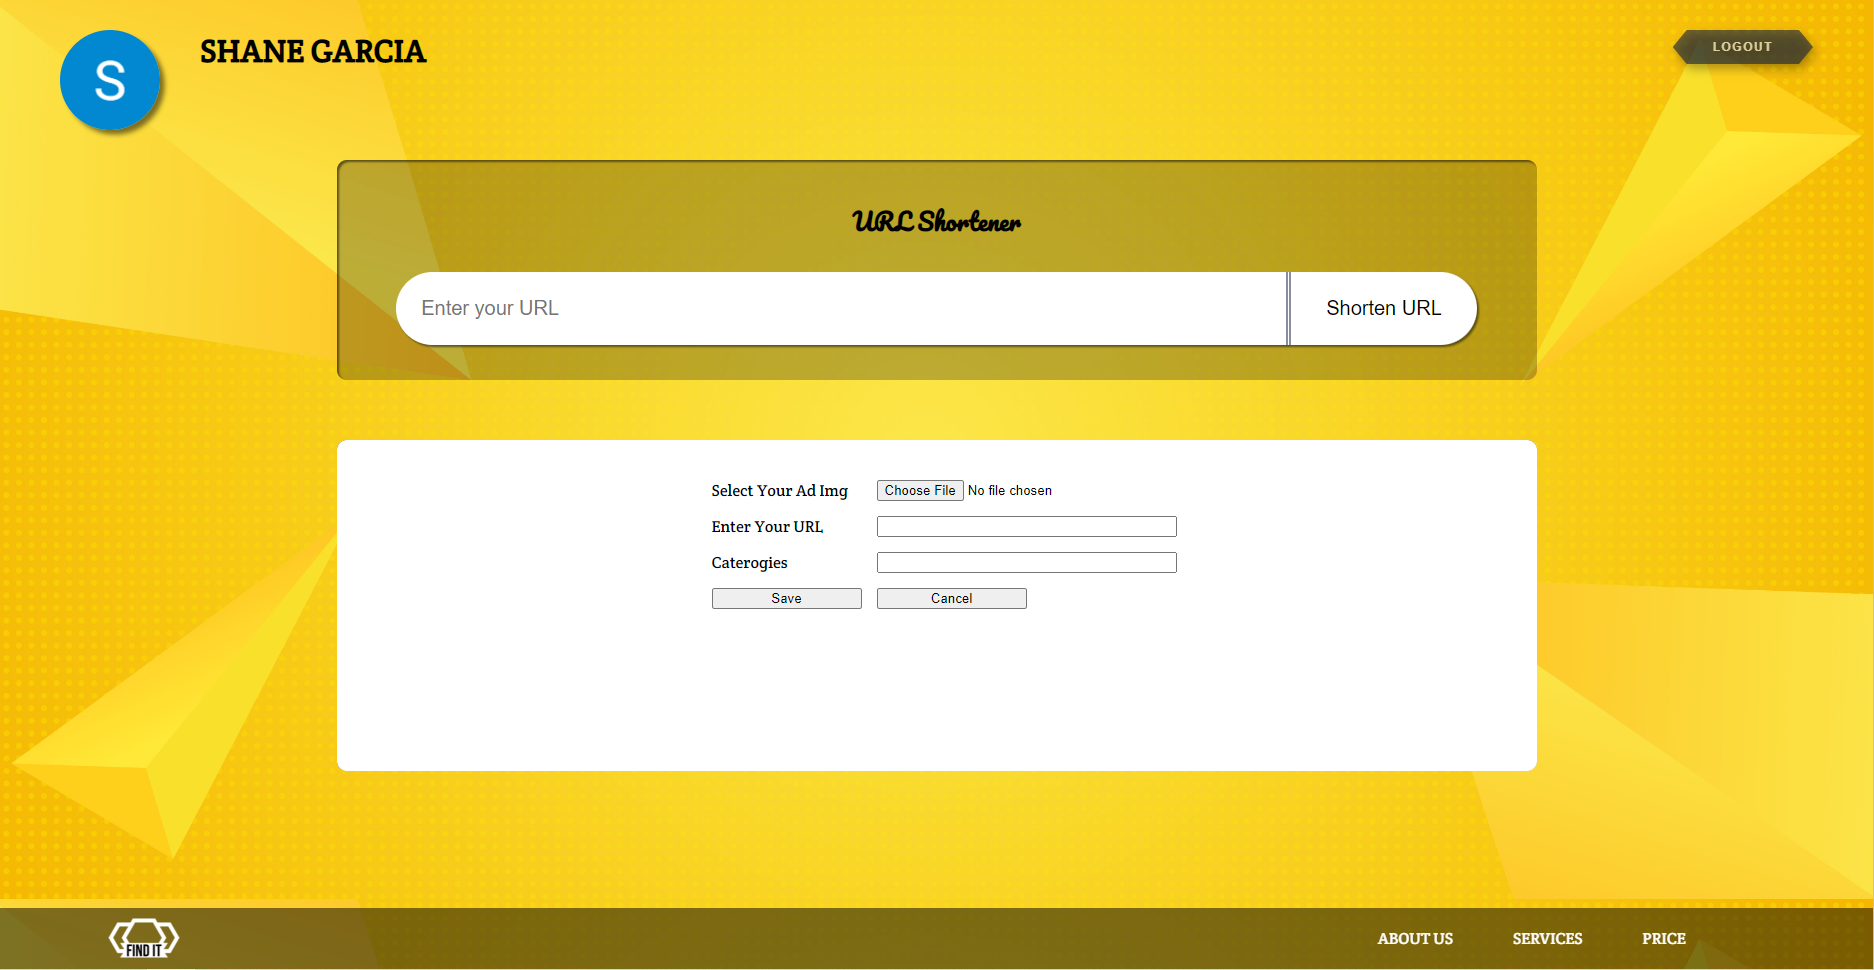 S
SHANE GARCIA
LOGOUT
URL Shortener
Enter your URL
Shorten URL
Select Your Ad Img
Choose File No file chosen
Enter Your URL
Caterogies
Save
Cancel
FIND IT
ABOUT US
SERVICES
PRICE